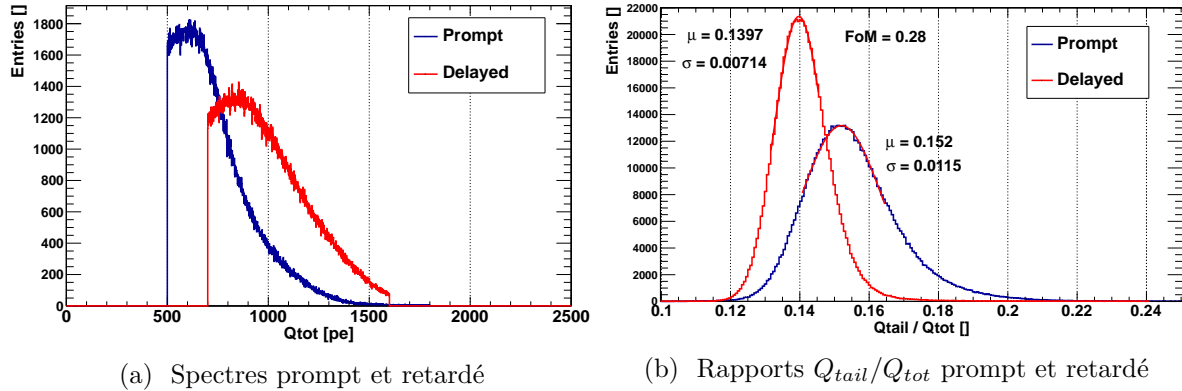 Entries []
1800
1600
1400
1200
1000
800
600
400
200
0
Prompt
Delayed
0 500 1000 1500 2000 2500
Qtot [pe]
(a) Spectres prompt et retardé
Entries []
22000
20000
18000
16000
14000
12000
10000
8000
6000
4000
2000
0
μ = 0.1397
σ = 0.00714
FoM = 0.28
Prompt
Delayed
μ = 0.152
σ = 0.0115
0.1 0.12 0.14 0.16 0.18 0.2 0.22 0.24
Qtail / Qtot []
(b) Rapports Qtail/Qtot prompt et retardé